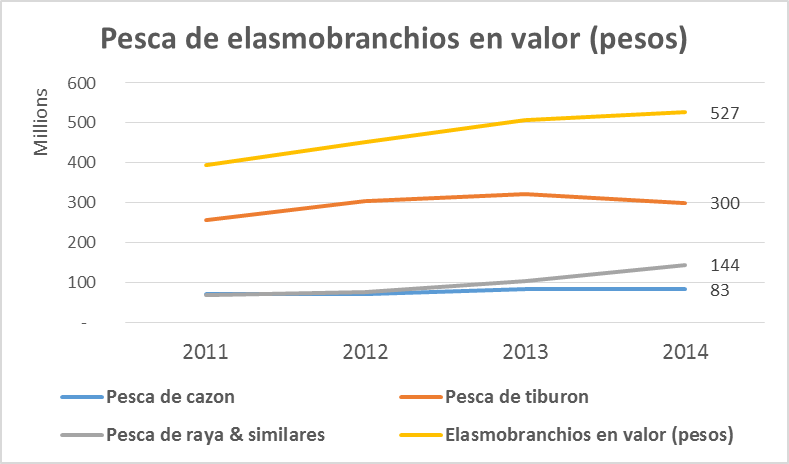 Pesca de elasmobranchios en valor (pesos)
Millions
600
500
400
300
200
100
-
527
300
144
83
2011 2012 2013 2014
Pesca de cazon Pesca de tiburon
Pesca de raya & similares Elasmobranchios en valor (pesos)